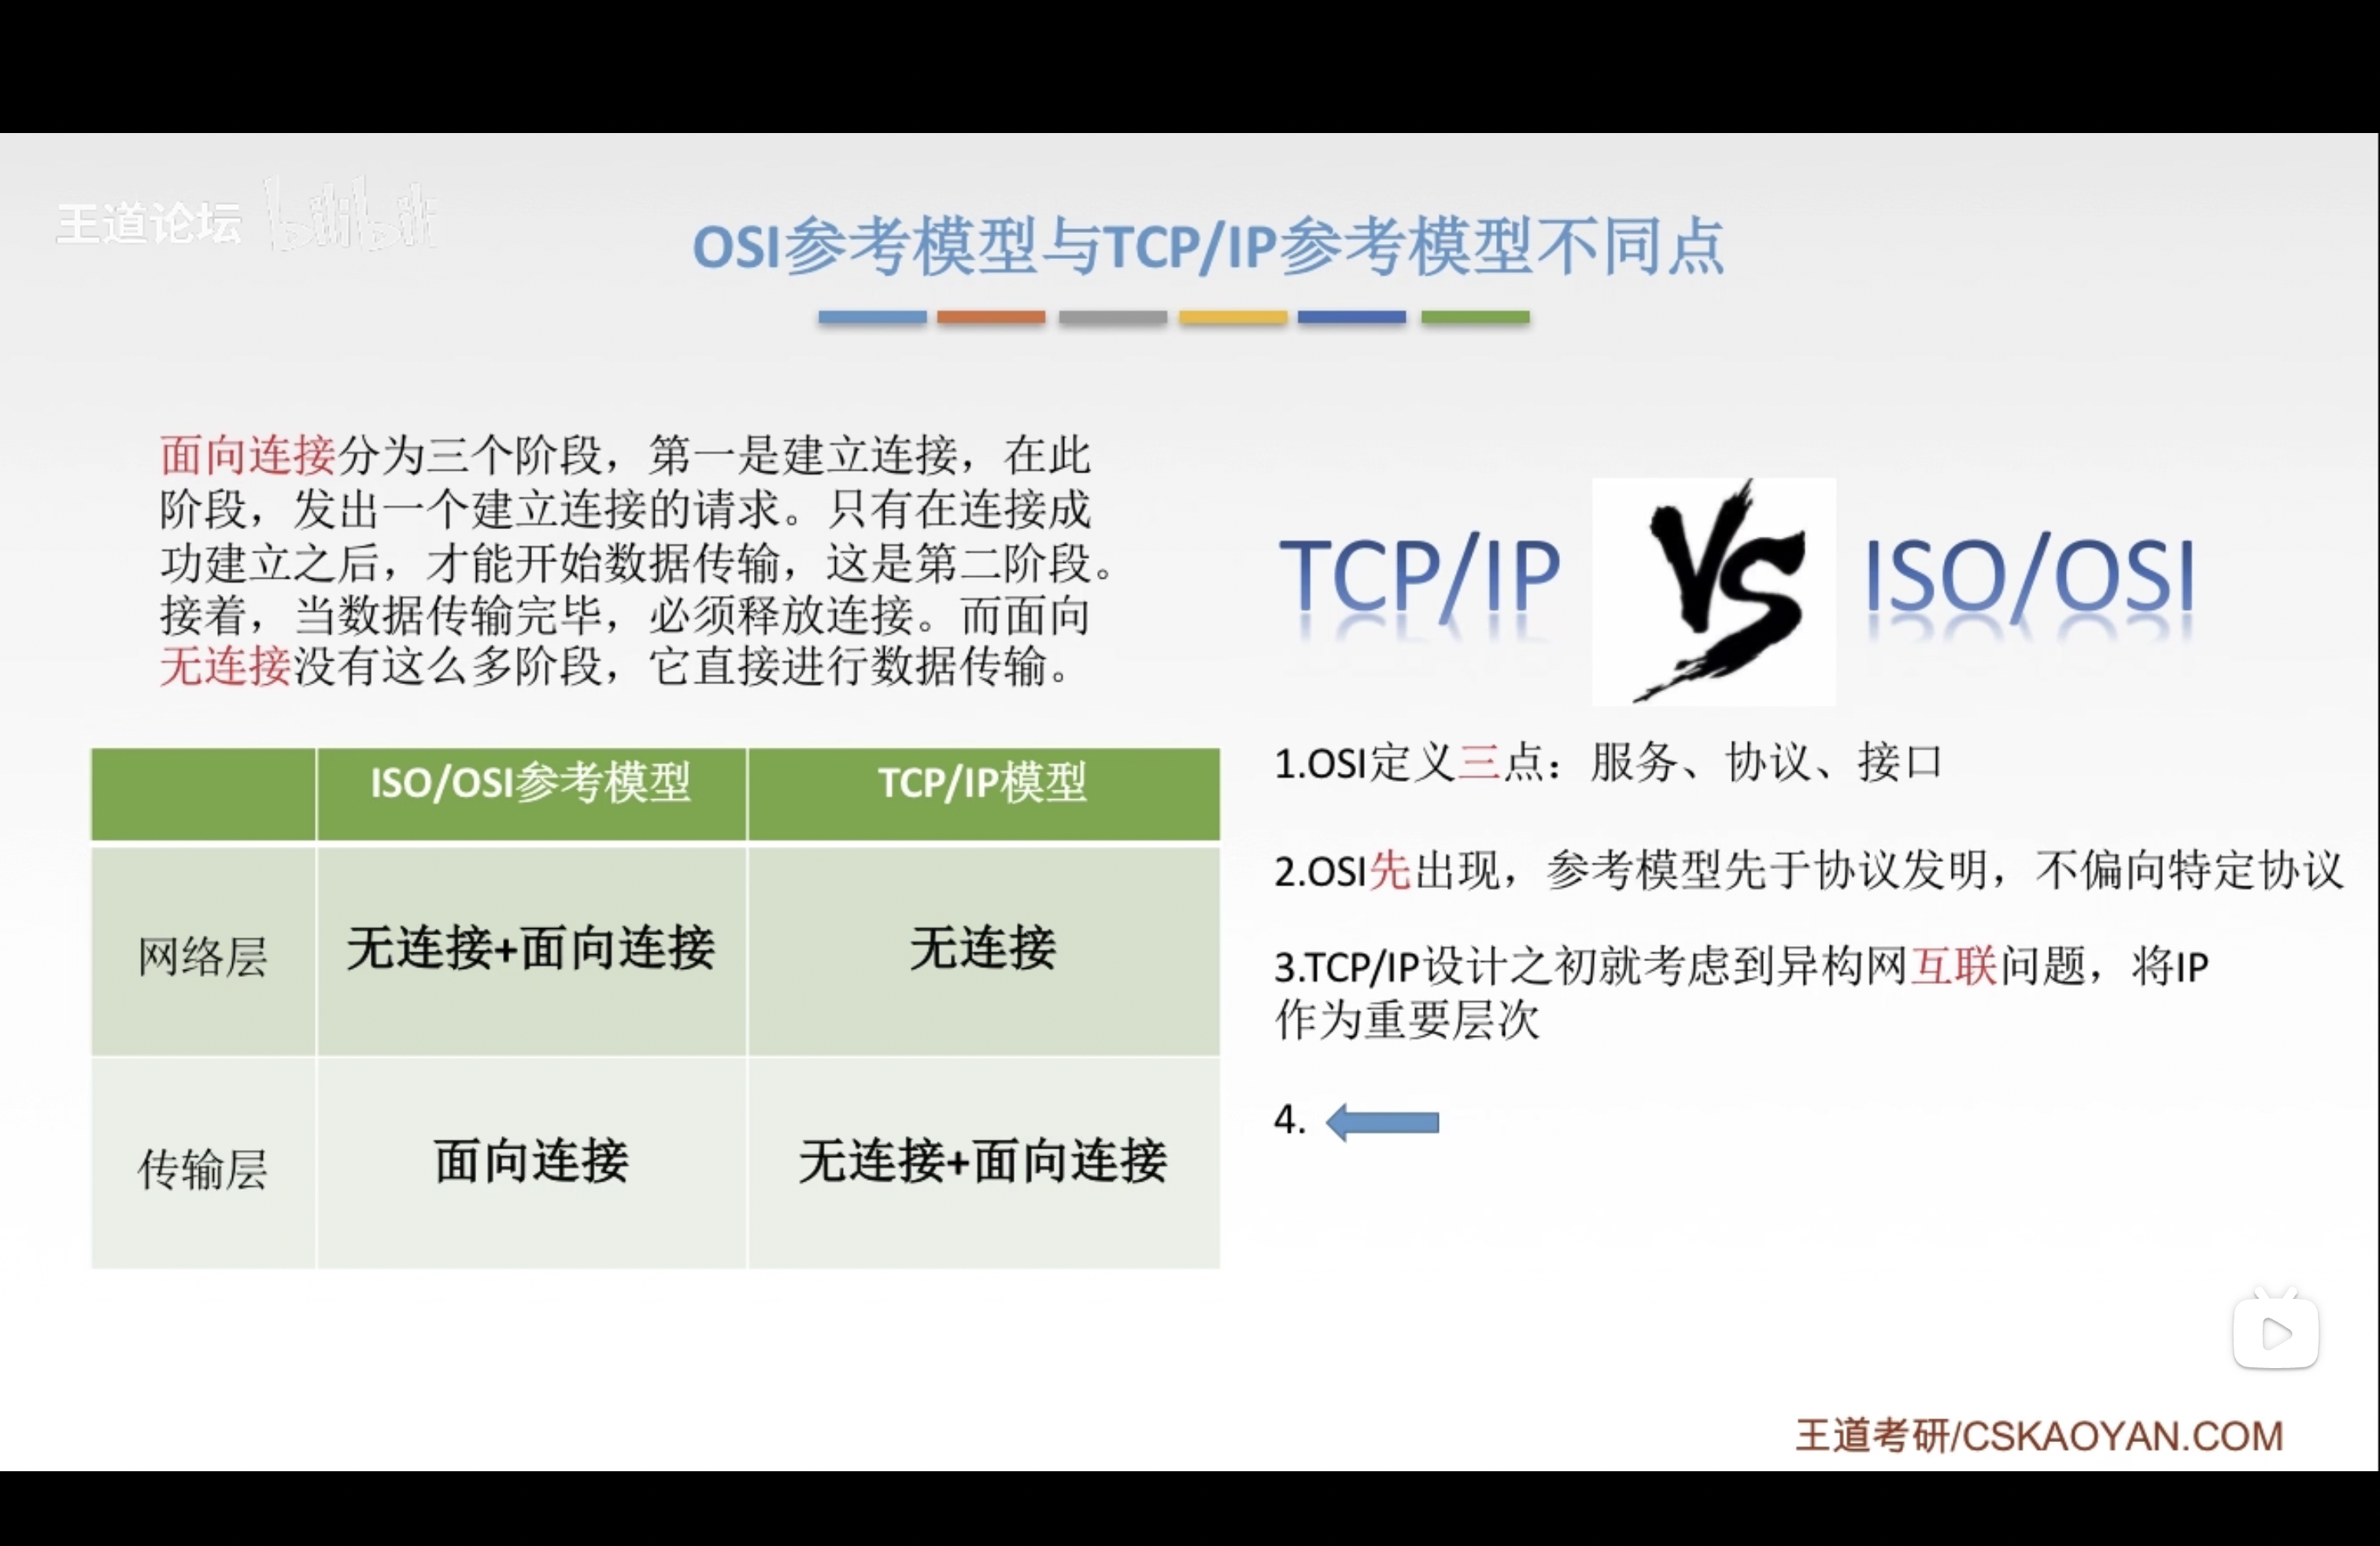 王道论坛 bilibili
OSI参考模型与TCP/IP参考模型不同点
面向连接分为三个阶段，第一是建立连接，在此
阶段，发出一个建立连接的请求。只有在连接成
功建立之后，才能开始数据传输，这是第二阶段。
接着，当数据传输完毕，必须释放连接。而面向
无连接没有这么多阶段，它直接进行数据传输。
ISO/OSI参考模型 TCP/IP模型
网络层 无连接+面向连接 无连接
传输层 面向连接 无连接+面向连接
TCP/IP VS ISO/OSI
1.OSI定义三点：服务、协议、接口
2.OSI先出现，参考模型先于协议发明，不偏向特定协议
3.TCP/IP设计之初就考虑到异构网互联问题，将IP
作为重要层次
4.
王道考研/CSKAOYAN.COM